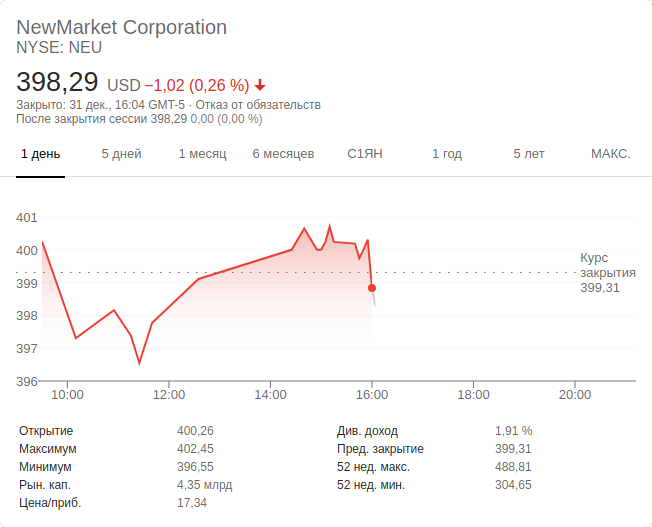 NewMarket Corporation
NYSE: NEU
398,29 USD −1,02 (0,26 %)
Закрыто: 31 дек., 16:04 GMT-5 · Отказ от обязательств
После закрытия сессии 398,29 0,00 (0,00 %)
1 день 5 дней 1 месяц 6 месяцев С1ЯН 1 год 5 лет МАКС.
401
400
399
398
397
396
Курс
закрытия
399,31
10:00 12:00 14:00 16:00 18:00 20:00
Открытие 400,26 Див. доход 1,91 %
Максимум 402,45 Пред. закрытие 399,31
Минимум 396,55 52 нед. макс. 488,81
Рын. кап. 4,35 млрд 52 нед. мин. 304,65
Цена/приб. 17,34